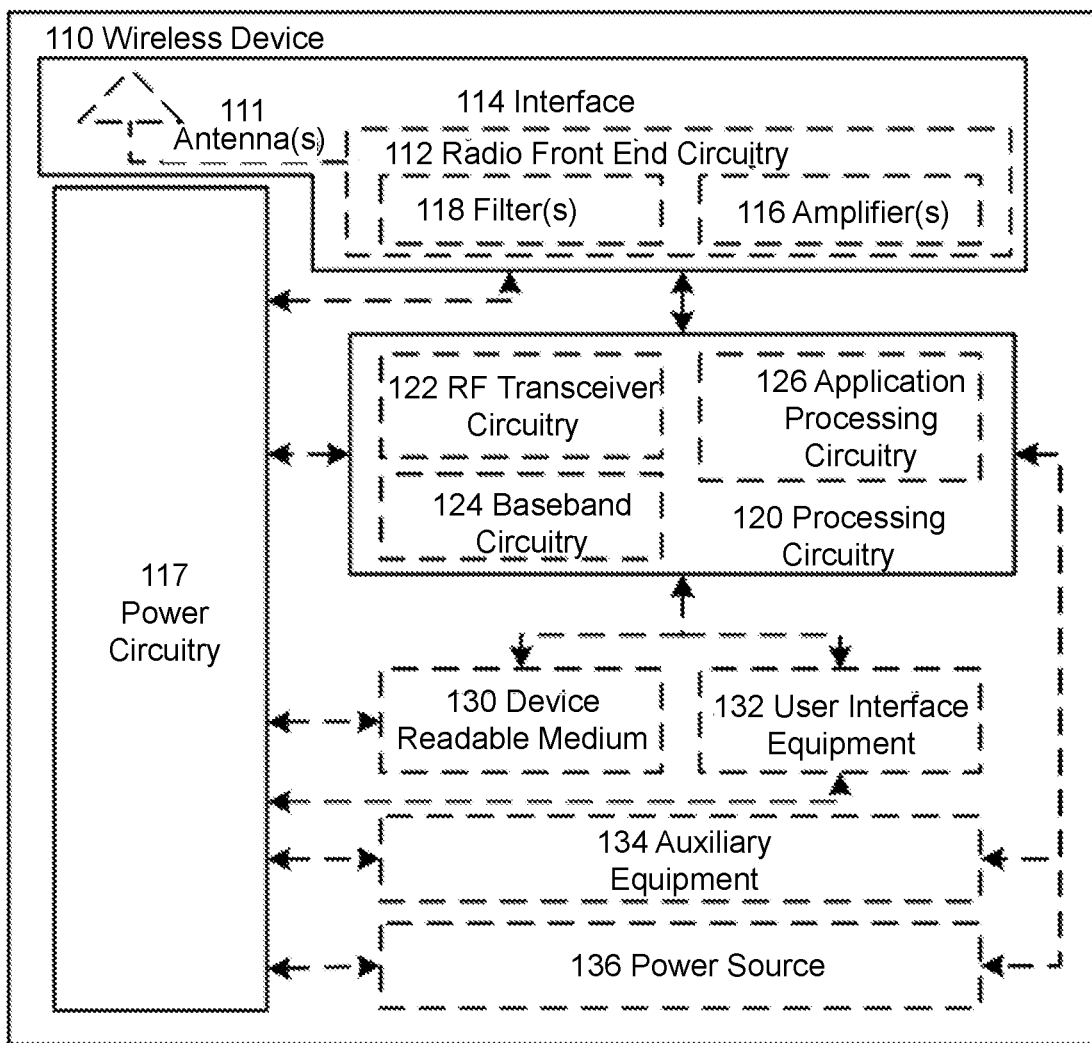 110 Wireless Device
111
Antenna(s)
114 Interface
112 Radio Front End Circuitry
118 Filter(s)
116 Amplifier(s)
122 RF Transceiver
Circuitry
126 Application
Processing
Circuitry
124 Baseband
Circuitry
120 Processing
Circuitry
117
Power
Circuitry
130 Device
Readable Medium
132 User Interface
Equipment
134 Auxiliary
Equipment
136 Power Source